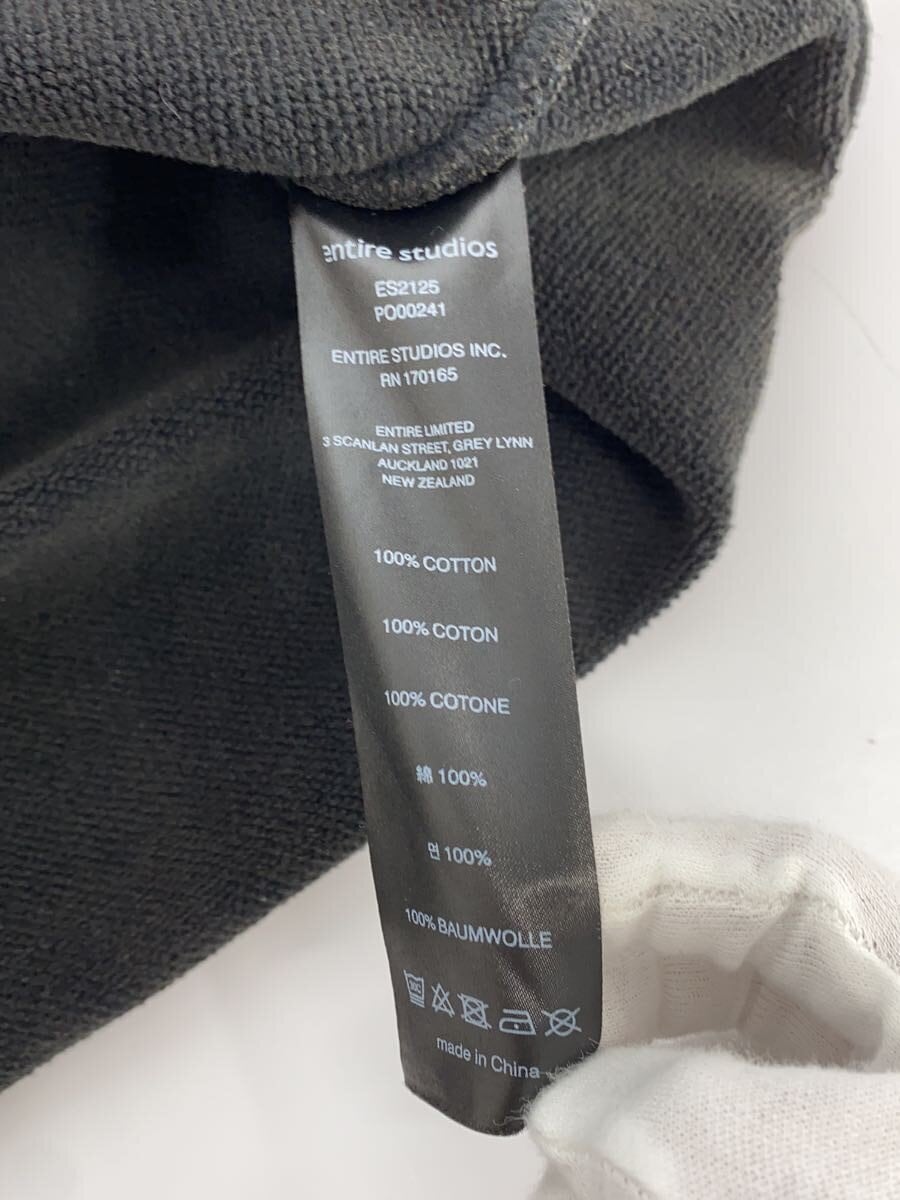 entire studios
ES2125
PO00241
ENTIRE STUDIOS INC.
RN 170165
ENTIRE LIMITED
3 SCANLAN STREET, GREY LYNN
AUCKLAND 1021
NEW ZEALAND
100% COTTON
100% COTON
100% COTONE
綿 100%
면 100%
100% BAUMWOLLE
30C
made in China